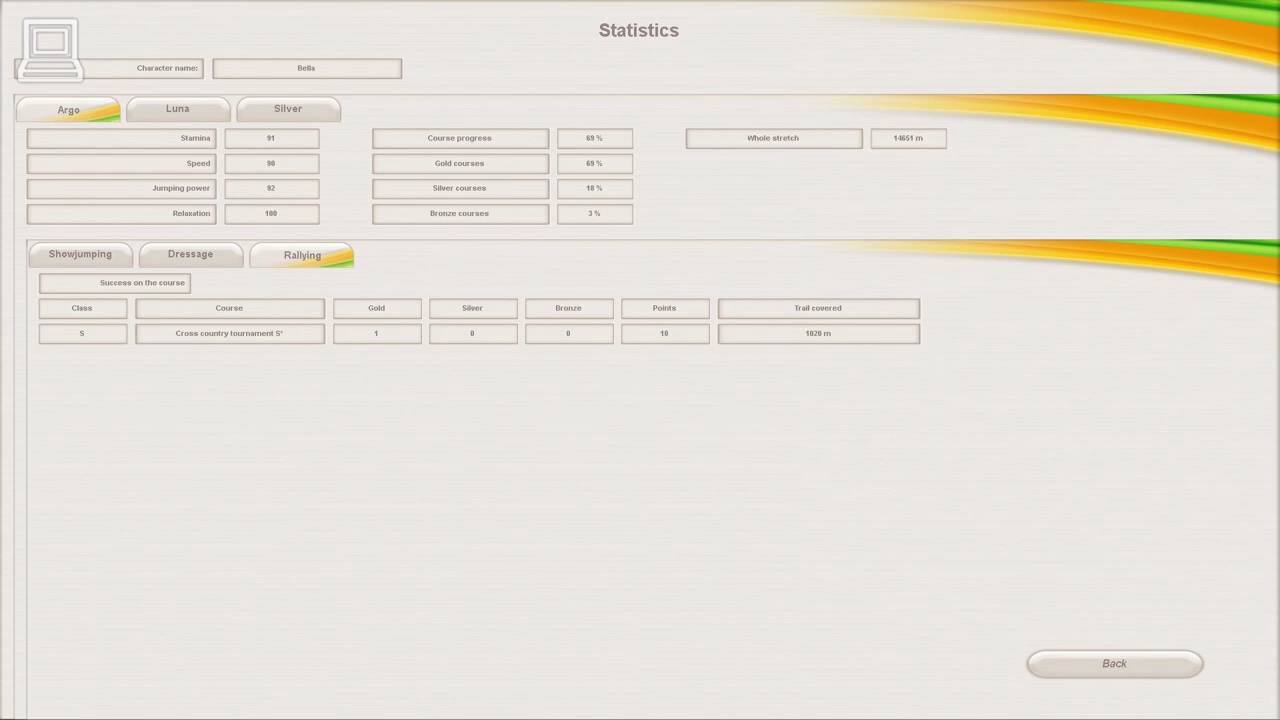 Statistics
Character name: Bella
Argo Luna Silver
Stamina 91 Course progress 69 % Whole stretch 14651 m
Speed 90 Gold courses 69 %
Jumping power 92 Silver courses 18 %
Relaxation 100 Bronze courses 3 %
Showjumping Dressage Rallying
Success on the course
Class Course Gold Silver Bronze Points Trail covered
S Cross country tournament S* 1 0 0 10 1020 m
Back